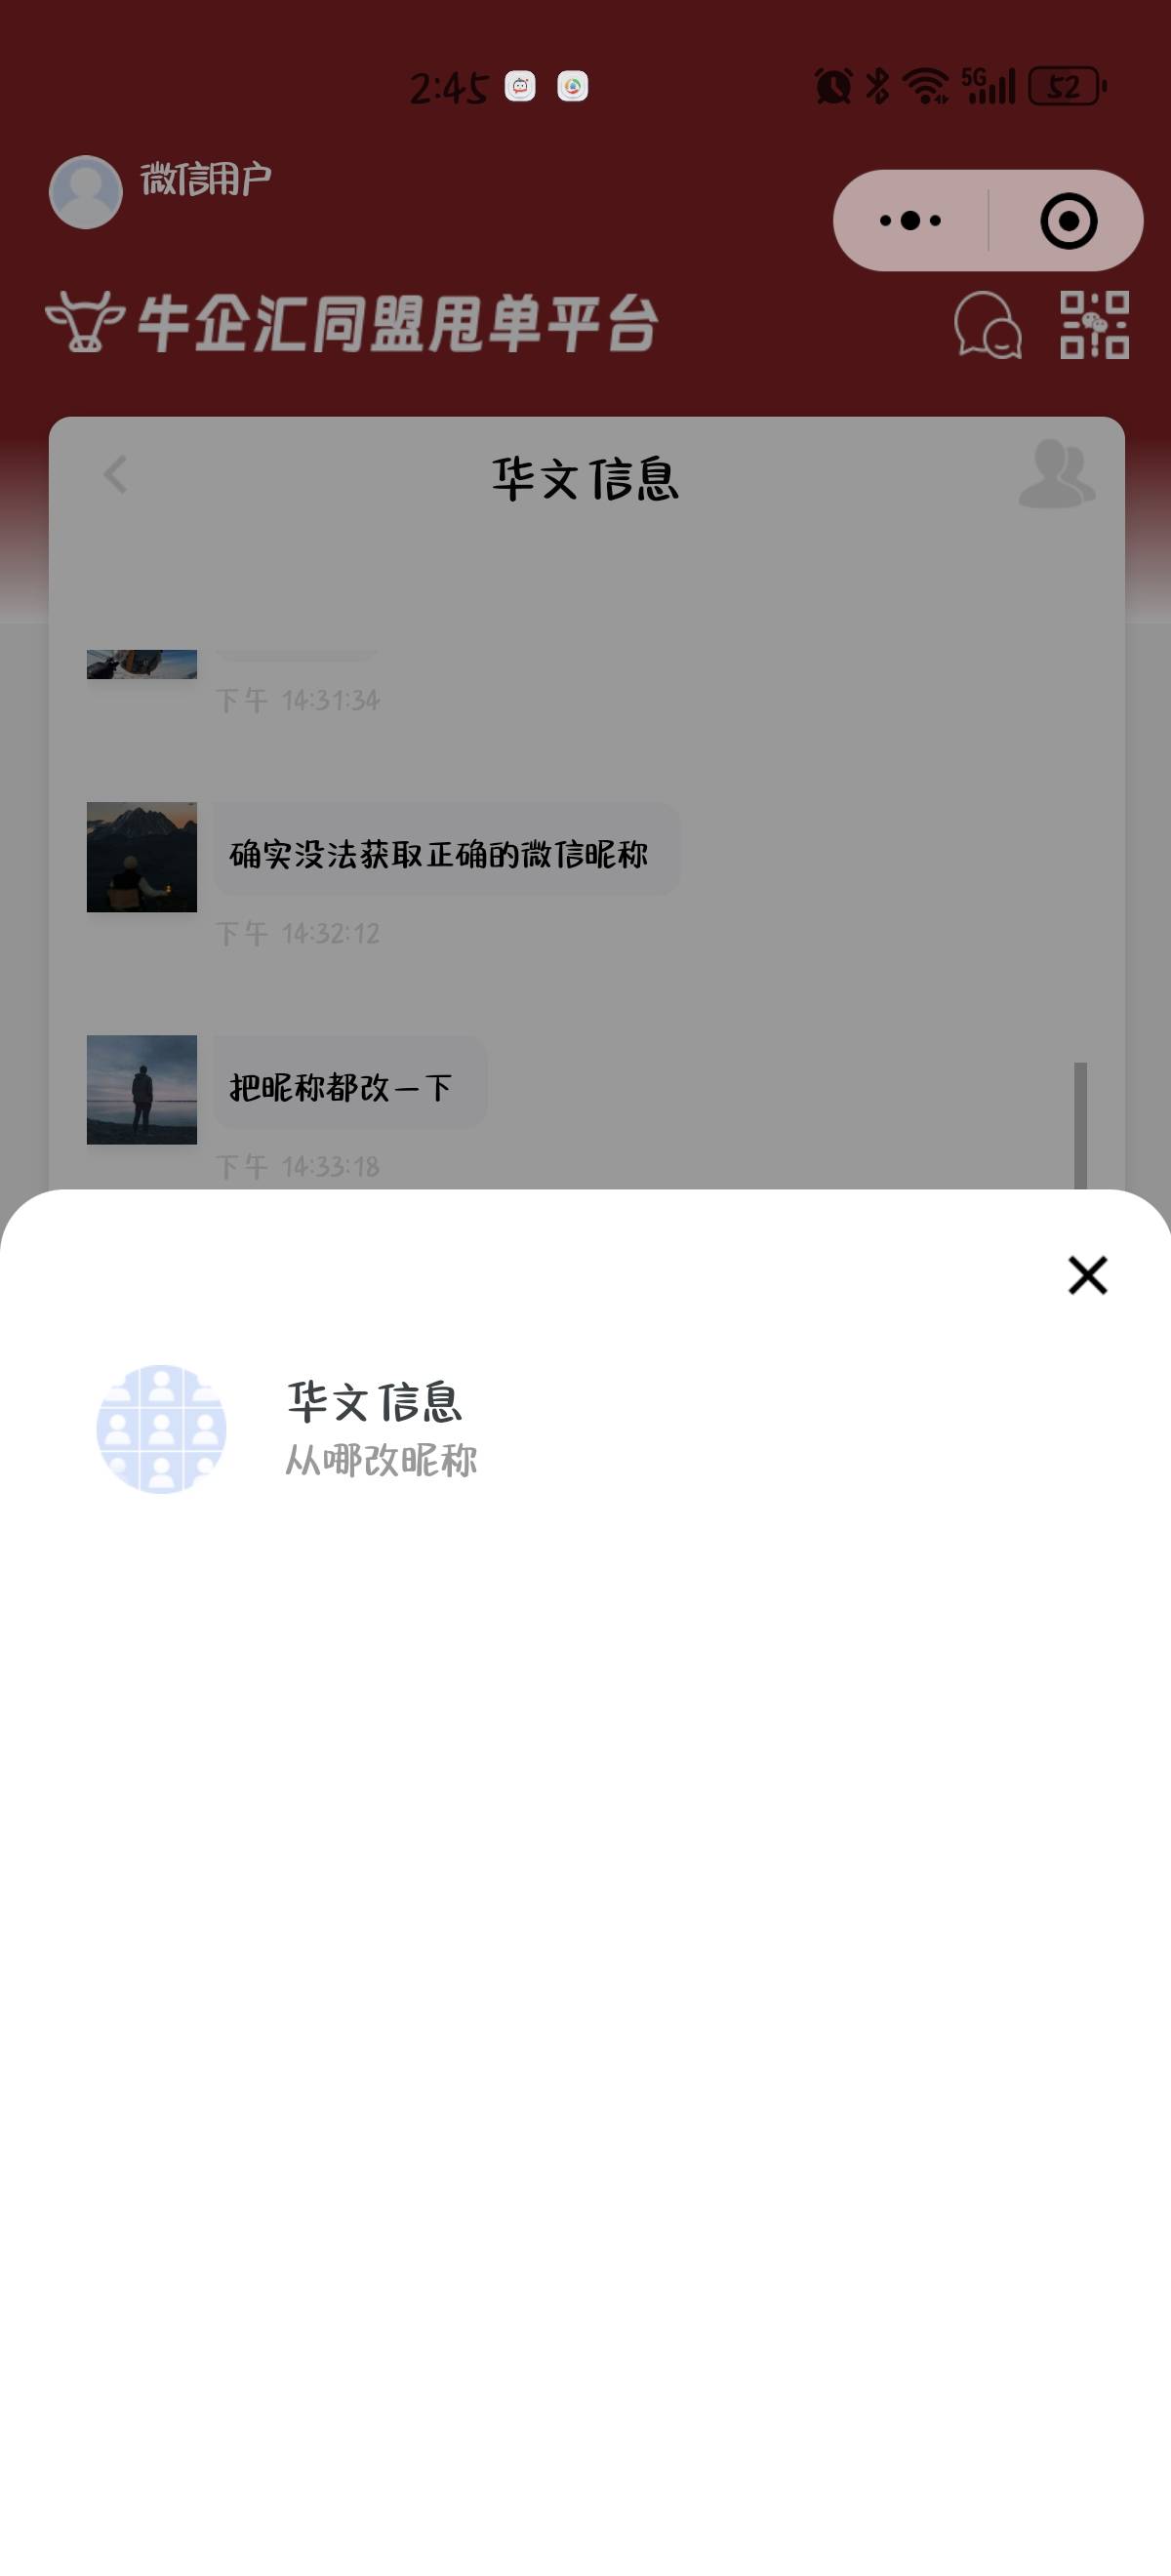 2:45
5G
52
微信用户
牛企汇同盟甩单平台
华文信息
下午 14:31:34
确实没法获取正确的微信昵称
下午 14:32:12
把昵称都改一下
下午 14:33:18
华文信息
从哪改昵称